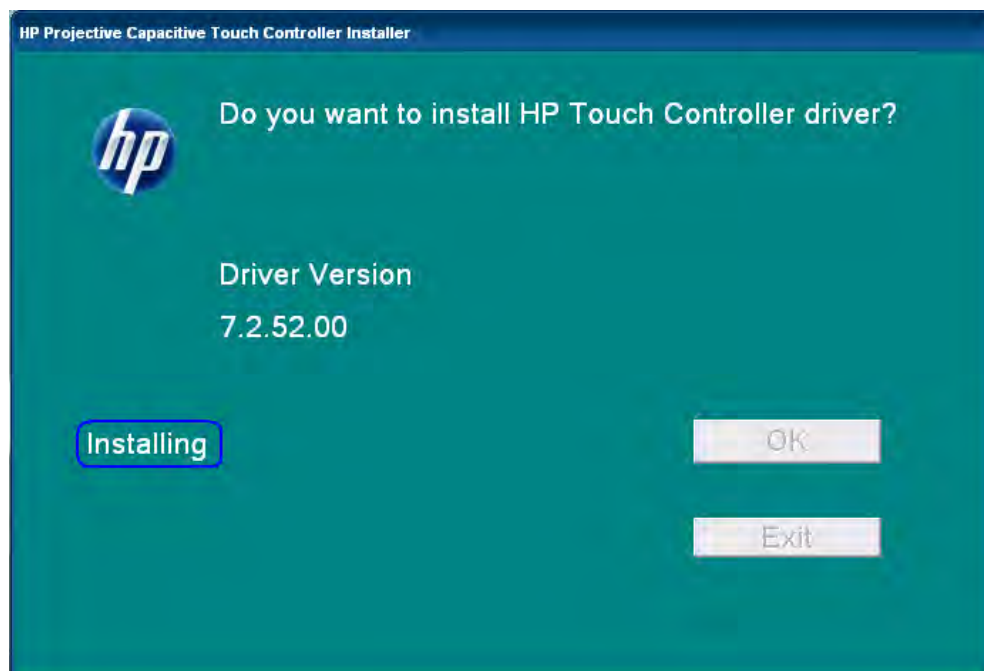 HP Projective Capacitive Touch Controller Installer
hp
Do you want to install HP Touch Controller driver?
Driver Version
7.2.52.00
Installing
OK
Exit